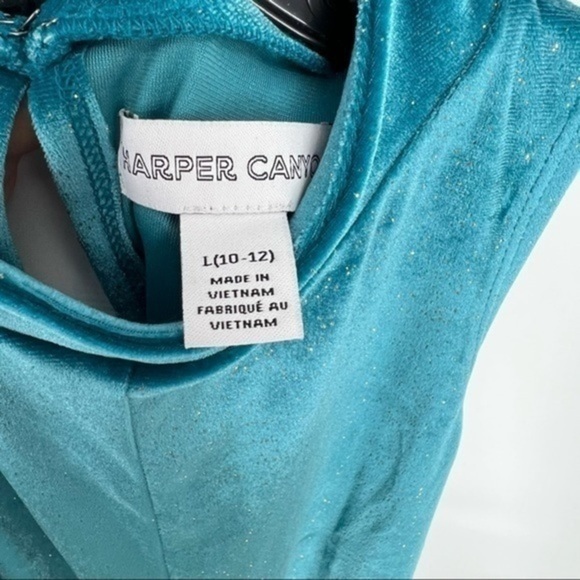 HARPER CANYO
L(10-12)
MADE IN
VIETNAM
FABRIQUÉ AU
VIETNAM